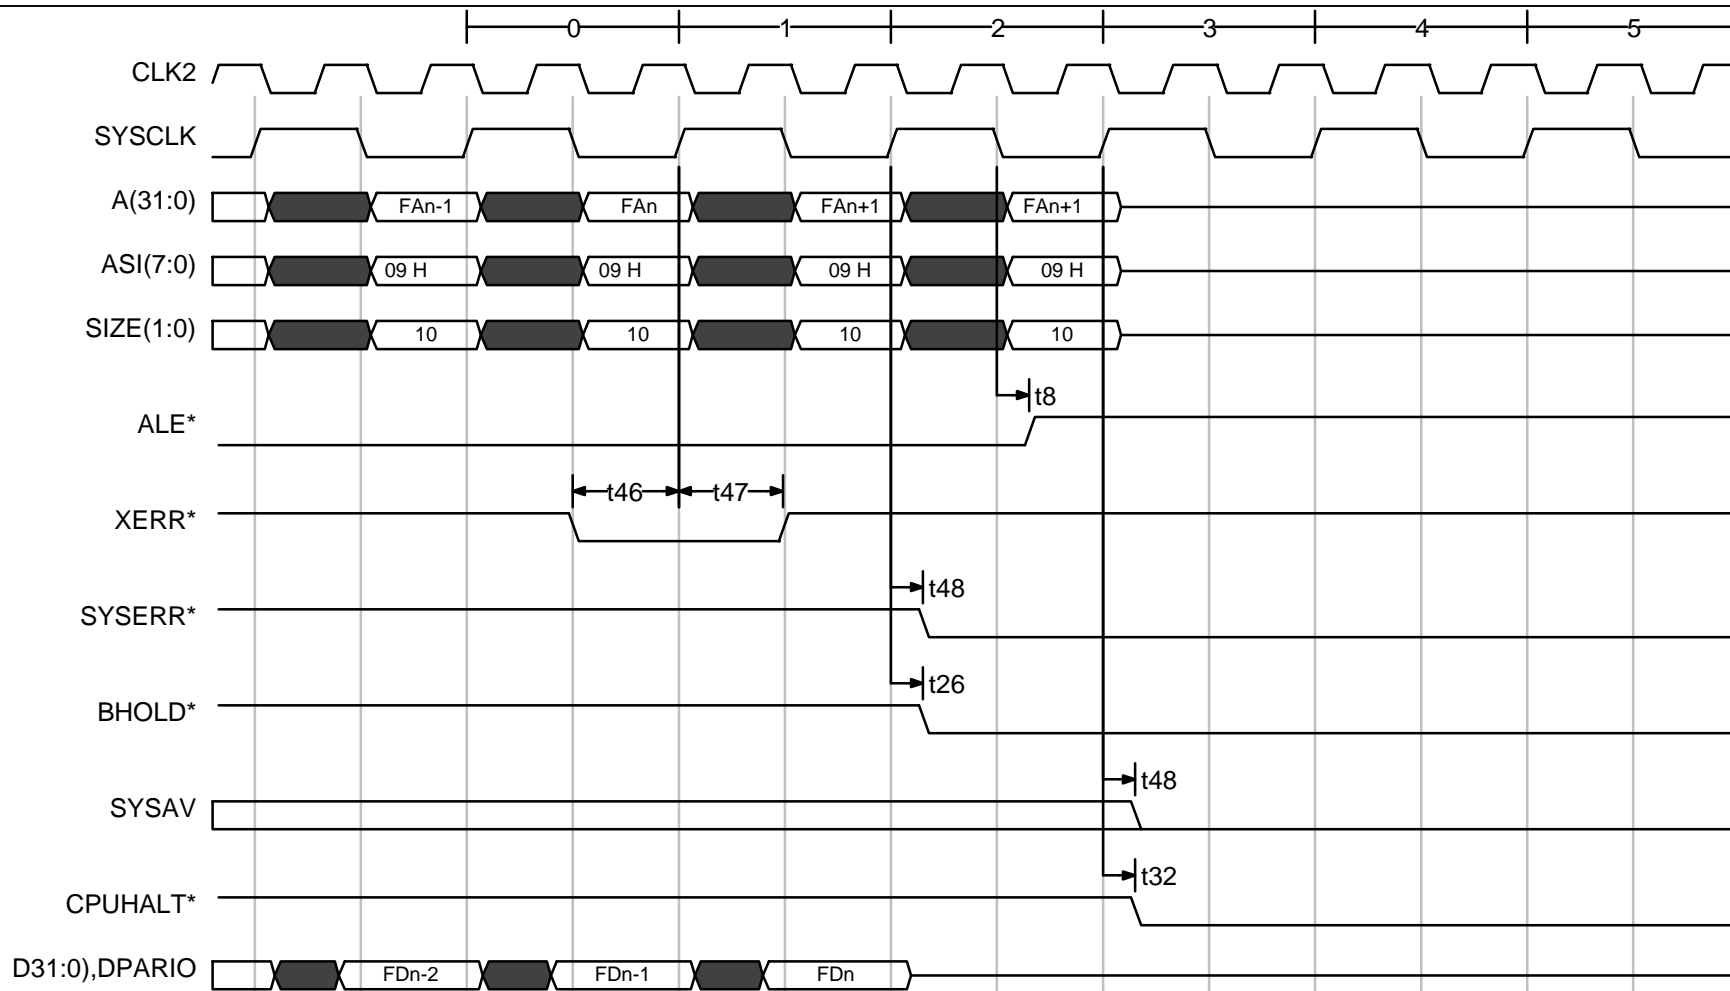 0 1 2 3 4 5
CLK2
SYSCLK
A(31:0) FAn-1 FAn FAn+1 FAn+1
ASI(7:0) 09 H 09 H 09 H 09 H
SIZE(1:0) 10 10 10 10
t8
ALE*
t46 t47
XERR*
t48
SYSERR*
t26
BHOLD*
t48
SYSAV
t32
CPUHALT*
D31:0),DPARIO FDn-2 FDn-1 FDn